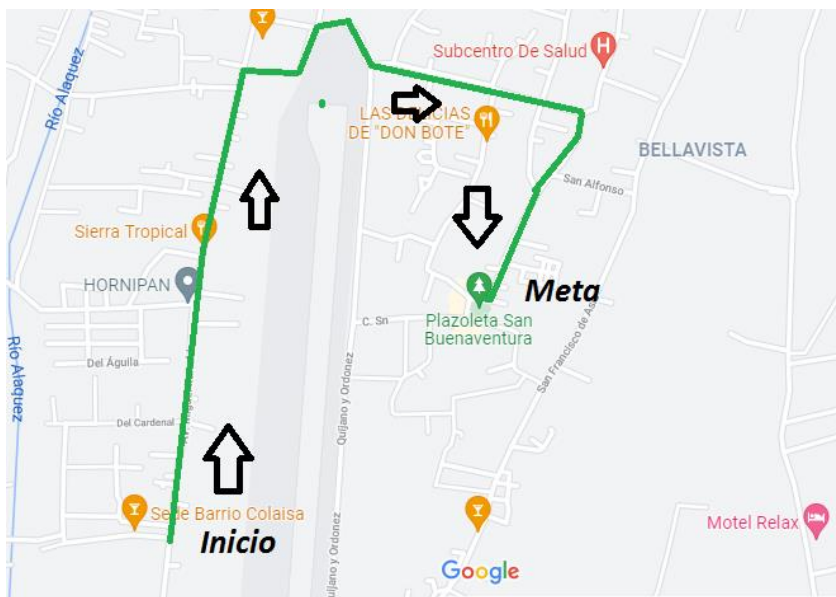 Río Alaquez
Subcentro De Salud
LAS DELICIAS
DE "DON BOTE"
BELLAVISTA
San Alfonso
Sierra Tropical
HORNIPAN
Meta
C. Sn
Plazoleta San
Buenaventura
Del Águila
Río Alaquez
Quijano y Ordonez
San Francisco de As
Del Cardenal
Sede Barrio Colaisa
Inicio
Quijano y Ordonez
Motel Relax
Google